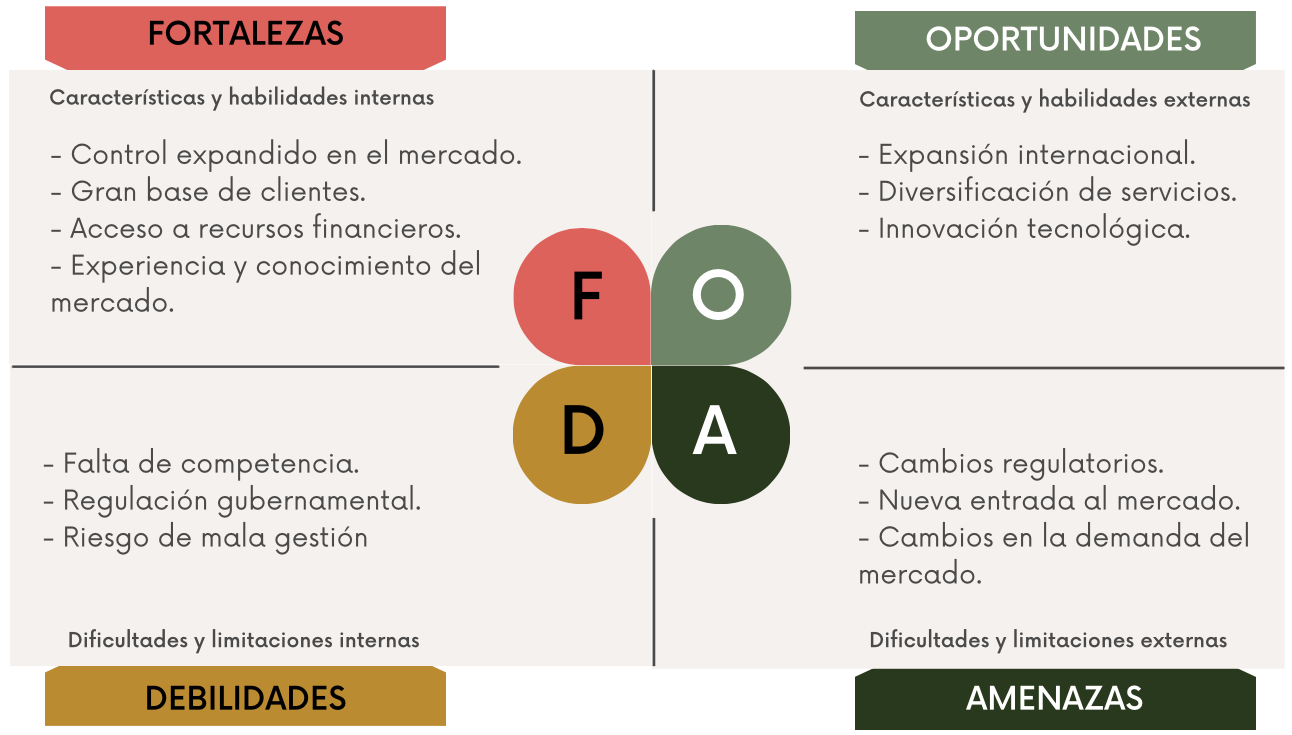 FORTALEZAS
Características y habilidades internas
- Control expandido en el mercado.
- Gran base de clientes.
- Acceso a recursos financieros.
- Experiencia y conocimiento del
mercado.
OPORTUNIDADES
Características y habilidades externas
- Expansión internacional.
- Diversificación de servicios.
- Innovación tecnológica.
F
O
D
A
- Falta de competencia.
- Regulación gubernamental.
- Riesgo de mala gestión
Dificultades y limitaciones internas
DEBILIDADES
- Cambios regulatorios.
- Nueva entrada al mercado.
- Cambios en la demanda del
mercado.
Dificultades y limitaciones externas
AMENAZAS